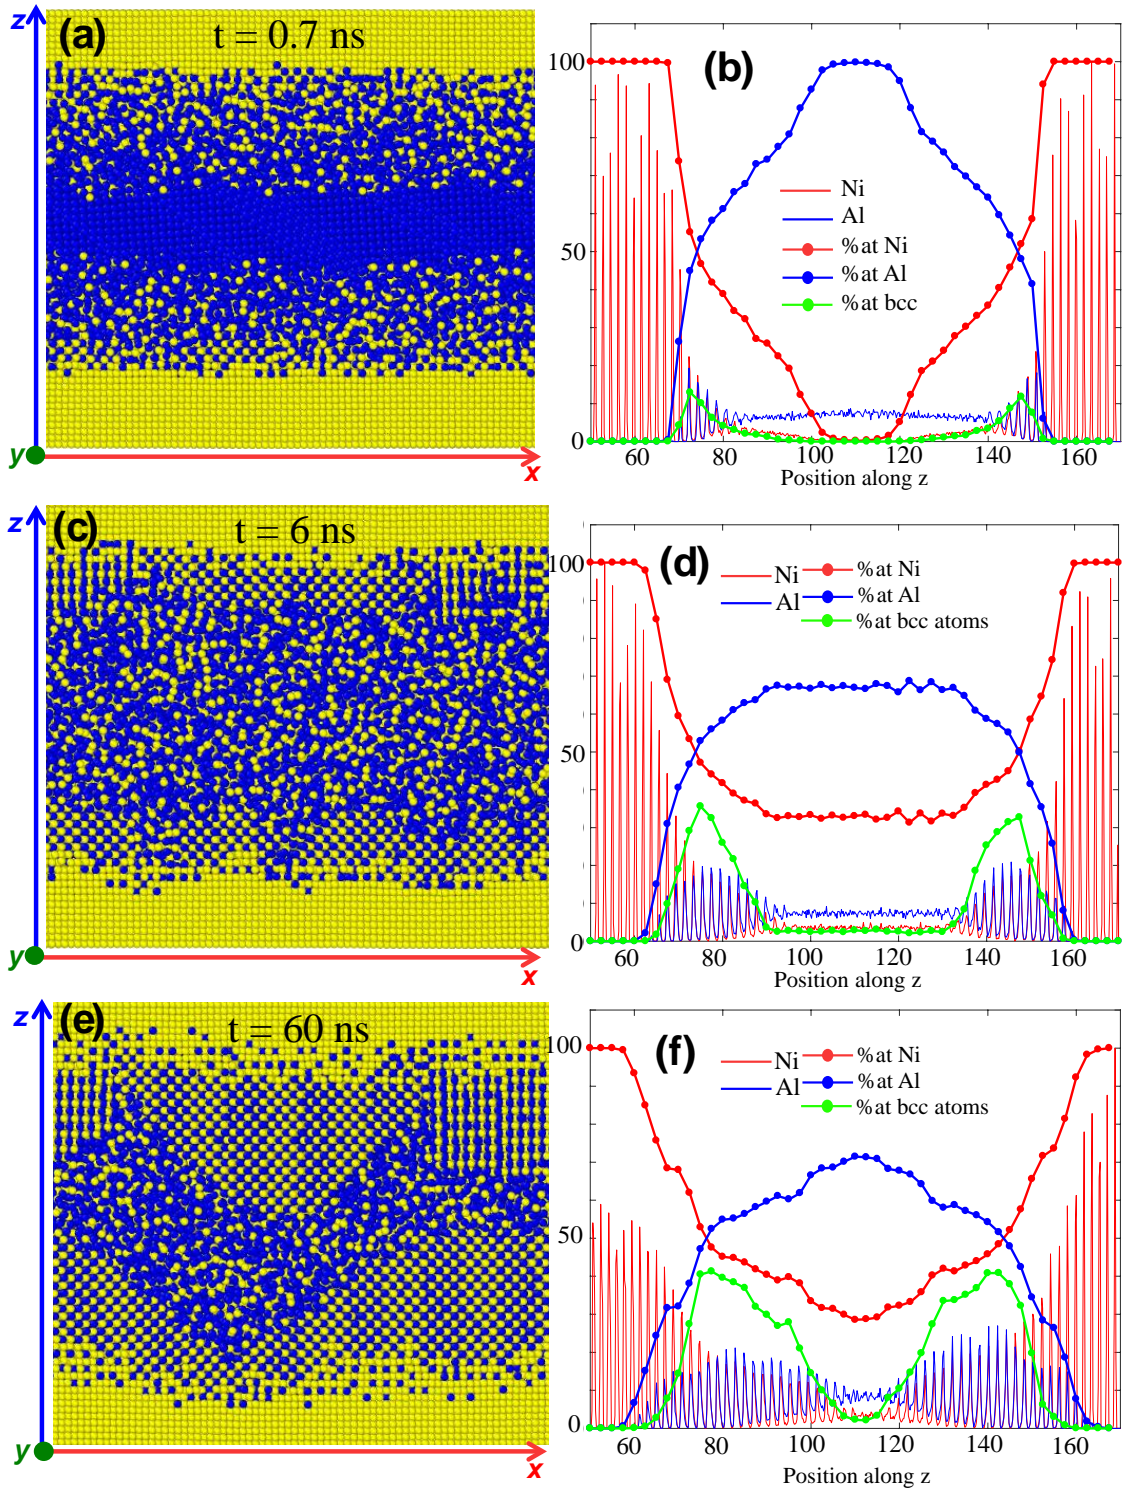 z
(a)
t = 0.7 ns
y
x
(b)
100
50
0
Ni
Al
%at Ni
%at Al
%at bcc
60 80 100 120 140 160
Position along z
z
(c)
t = 6 ns
y
x
(d)
100
50
0
Ni
Al
%at Ni
%at Al
%at bcc atoms
60 80 100 120 140 160
Position along z
z
(e)
t = 60 ns
y
x
(f)
100
50
0
Ni
Al
%at Ni
%at Al
%at bcc atoms
60 80 100 120 140 160
Position along z